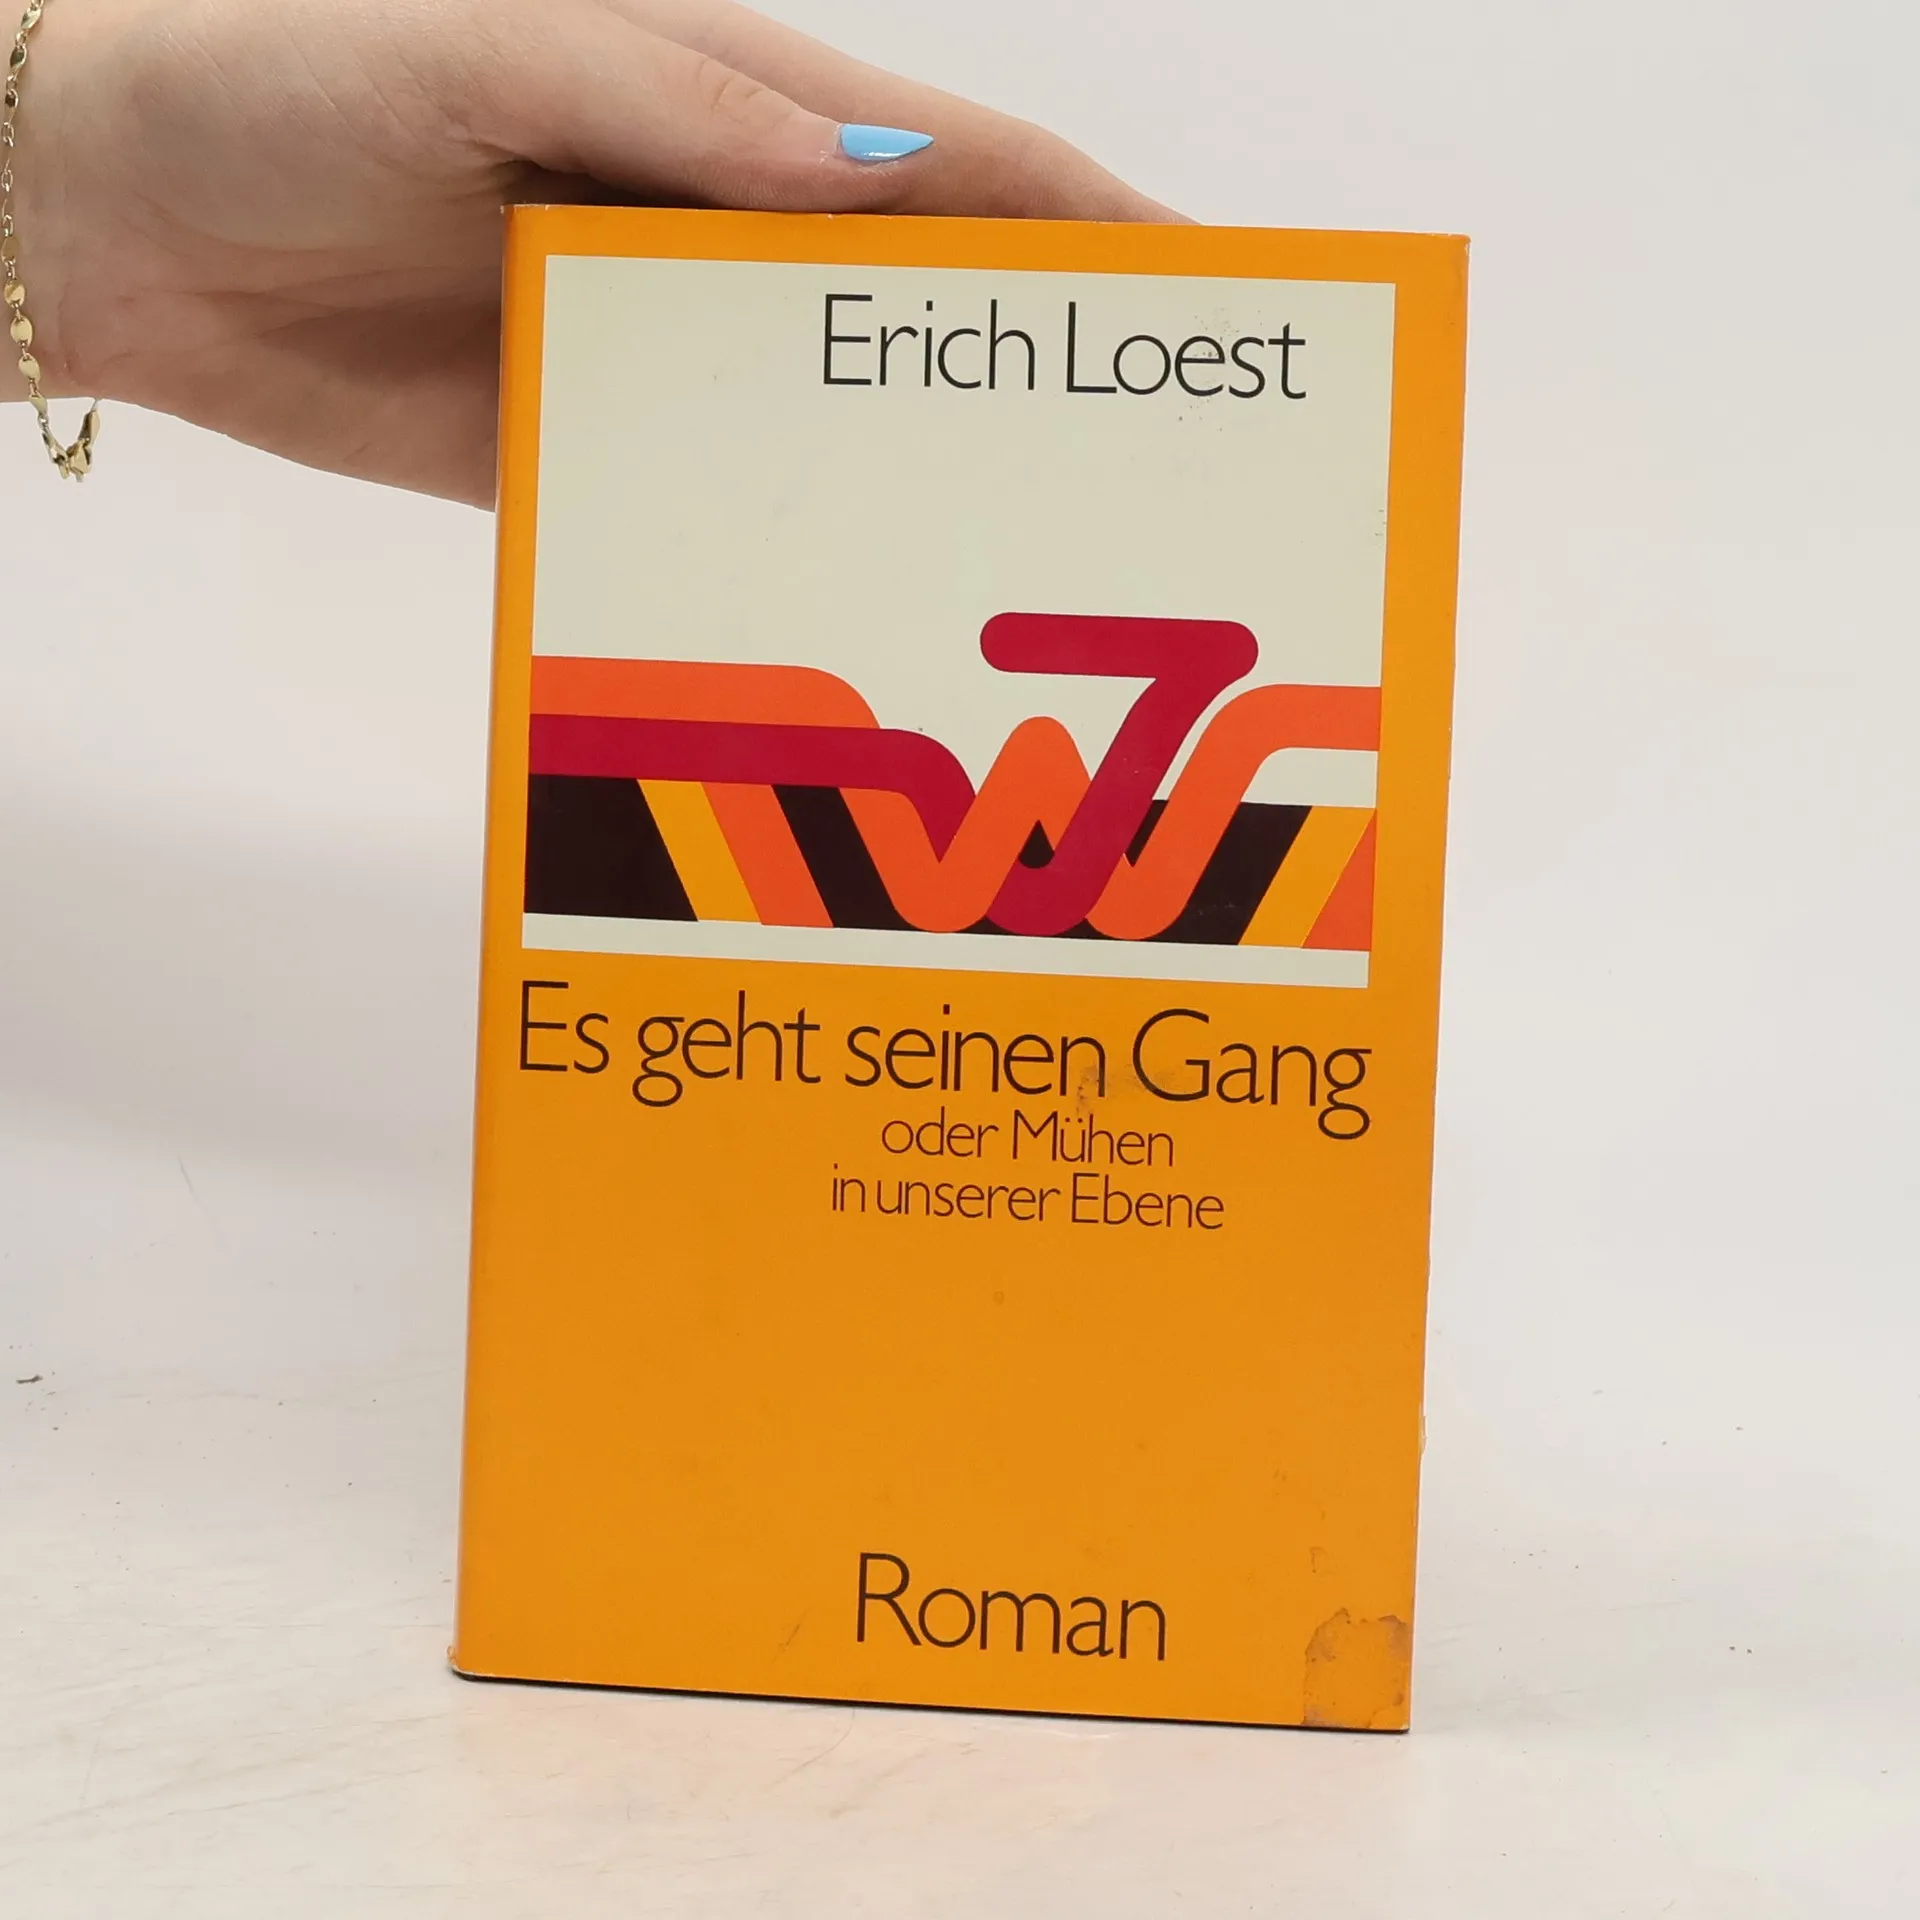 Erich Loest
Es geht seinen Gang
oder Mühen
in unserer Ebene
Roman